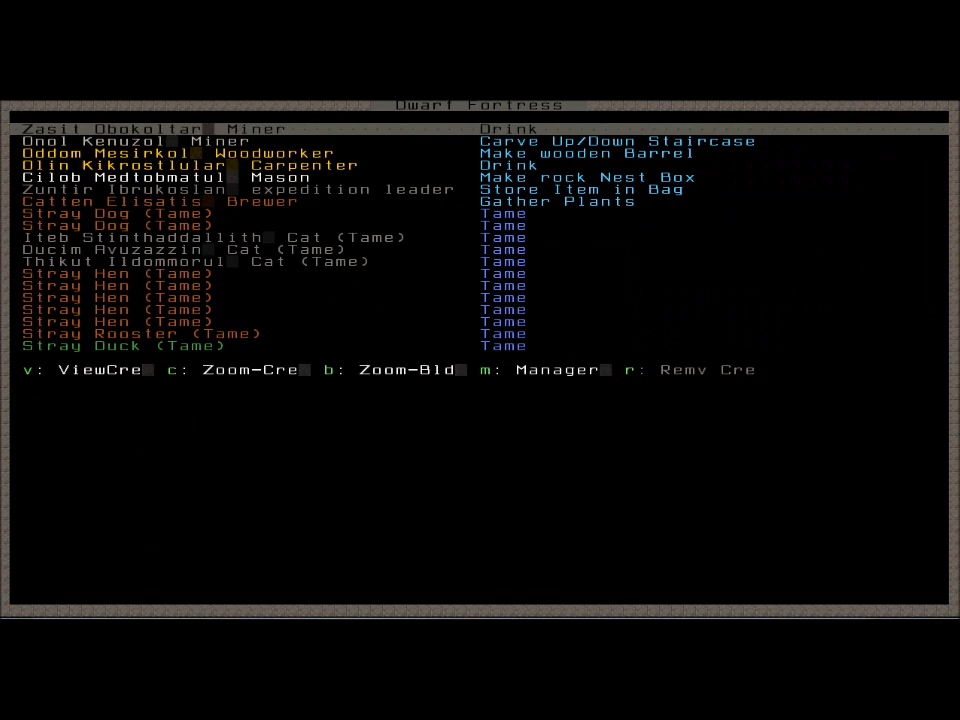 Dwarf Fortress
Zasit Obokoltar Miner Drink
Onol Kenuzol Miner Carve Up/Down Staircase
Oddom Mesirkol Woodworker Make wooden Barrel
Olin Kikrostlular Carpenter Drink
Cilob Medtobmatul Mason Make rock Nest Box
Zuntir Ibrukoslan expedition leader Store Item in Bag
Catten Elisatis Brewer Gather Plants
Stray Dog (Tame) Tame
Stray Dog (Tame) Tame
Iteb Stinthaddallith Cat (Tame) Tame
Ducim Avuzazzin Cat (Tame) Tame
Thikut Ildommorul Cat (Tame) Tame
Stray Hen (Tame) Tame
Stray Hen (Tame) Tame
Stray Hen (Tame) Tame
Stray Hen (Tame) Tame
Stray Hen (Tame) Tame
Stray Rooster (Tame) Tame
Stray Duck (Tame) Tame
v: ViewCre c: Zoom-Cre b: Zoom-Bld m: Manager r: Remv Cre